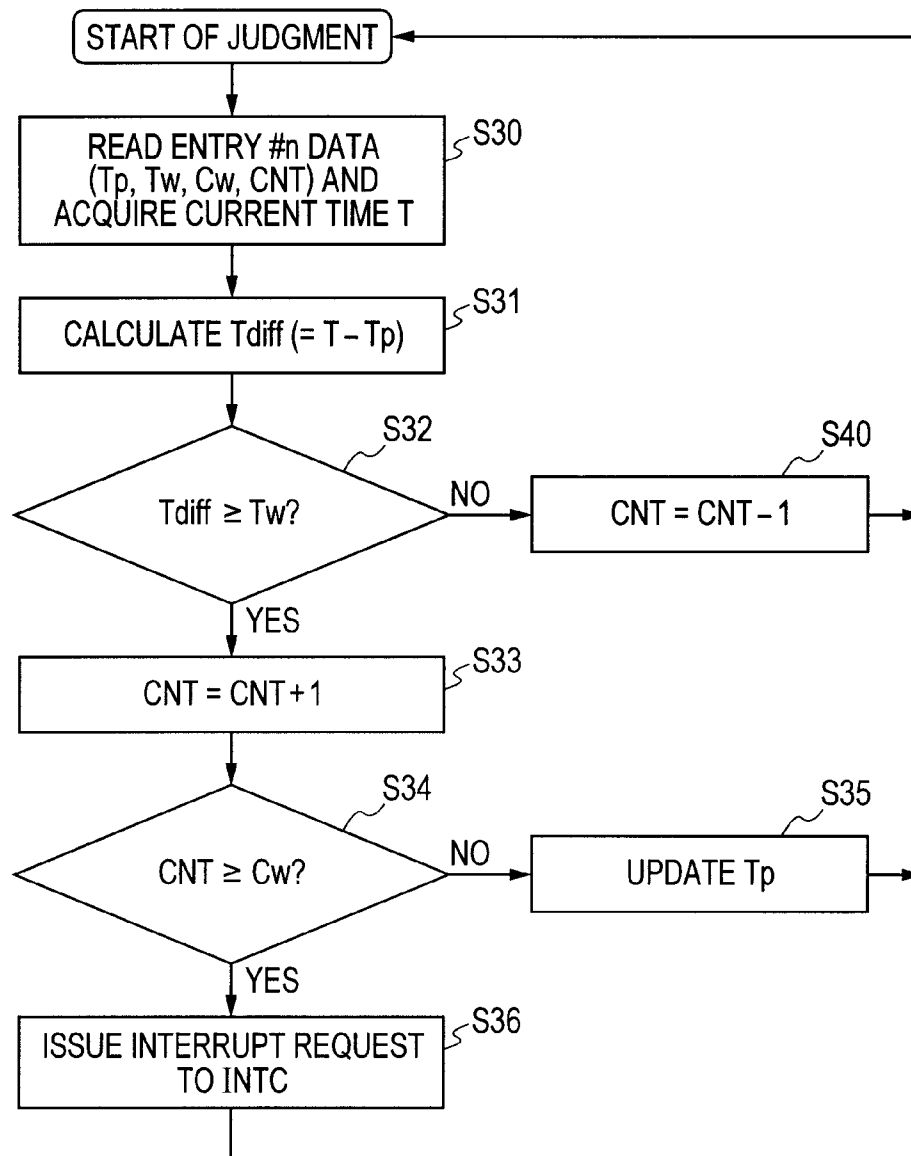 START OF JUDGMENT
S30
READ ENTRY #n DATA
(Tp, Tw, Cw, CNT) AND
ACQUIRE CURRENT TIME T
S31
CALCULATE Tdiff (= T – Tp)
S32
Tdiff ≥ Tw?
NO
S40
CNT = CNT – 1
YES
S33
CNT = CNT + 1
S34
CNT ≥ Cw?
NO
S35
UPDATE Tp
YES
S36
ISSUE INTERRUPT REQUEST
TO INTC